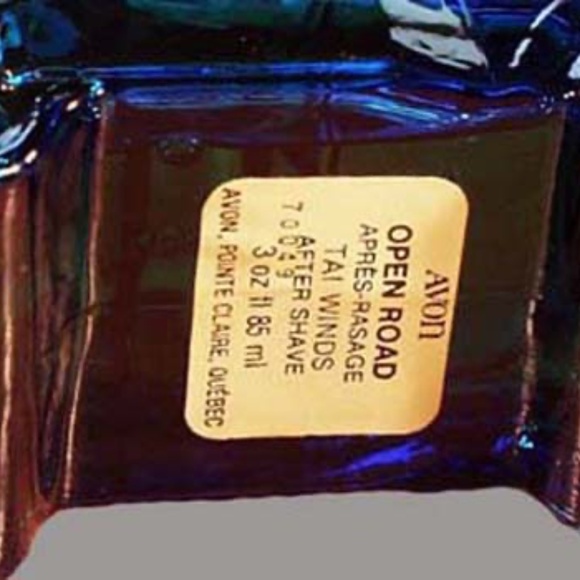 AVON
OPEN ROAD
APRÈS-RASAGE
TAI WINDS
AFTER SHAVE
3 OZ fl 85 ml
AVON, POINTE CLAIRE, QUÉBEC